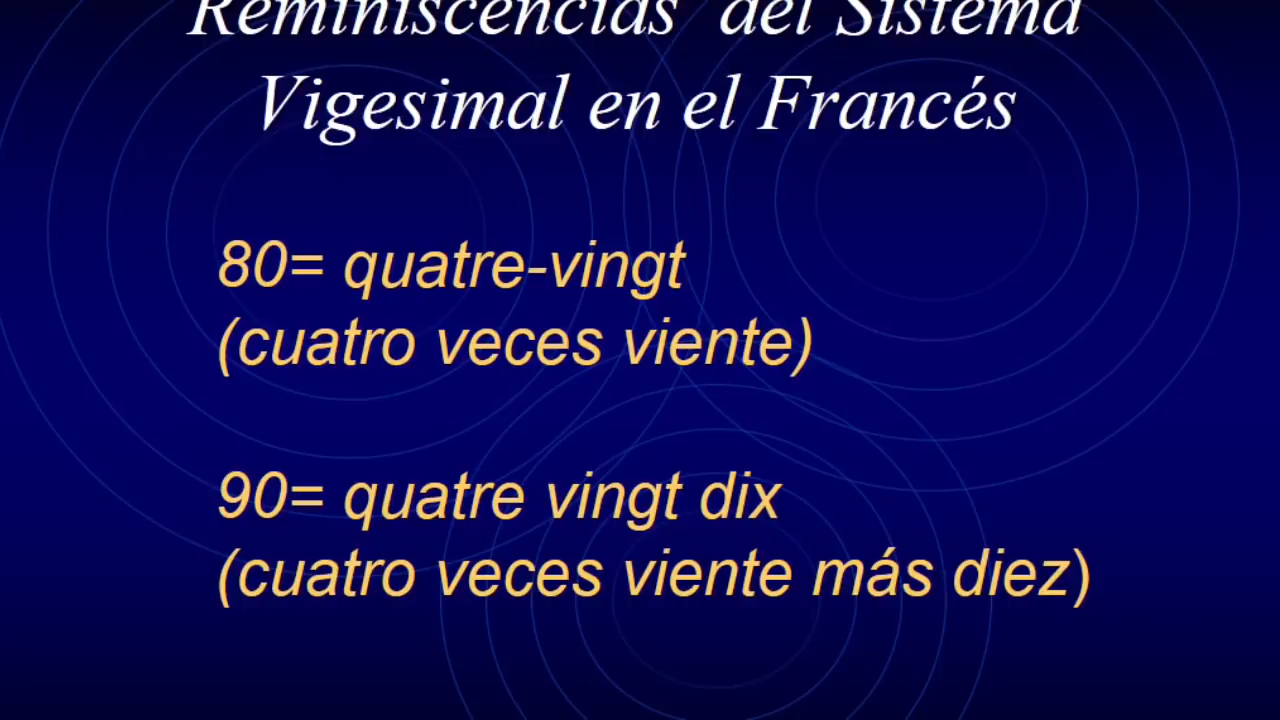 Reminiscencias del Sistema
Vigesimal en el Francés
80= quatre-vingt
(cuatro veces viente)
90= quatre vingt dix
(cuatro veces viente más diez)